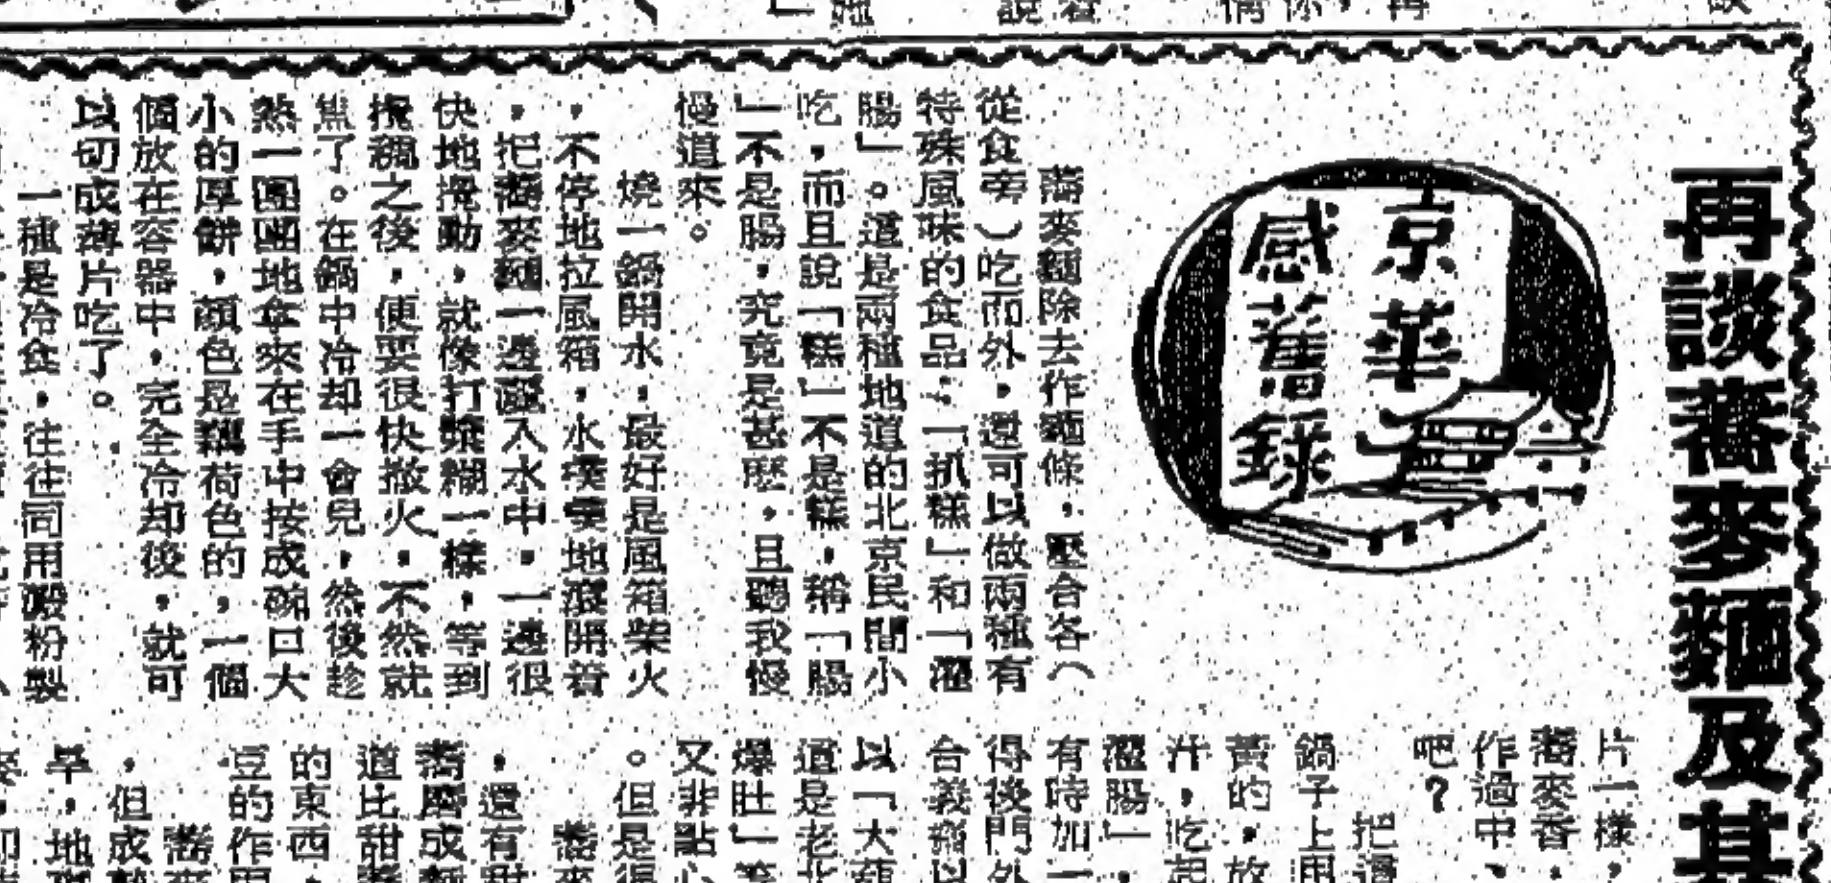 再談蕎麥麵及其
京華
感舊錄
蕎麥麵除去作麵條,壓合各(
從食旁)吃而外,還可以做兩種有
特殊風味的食品:「扒糕」和「灌
腸」。這是兩種地道的北京民間小
吃,而且說「糕」不是糕,稱「腸
」不是腸,究竟是甚麼,且聽我慢
慢道來。
燒一鍋開水,最好是風箱柴火
,不停地拉風箱,水噗噗地滾開着
,把蕎麥麵一邊灑入水中,一邊很
快地攪動,就像打漿糊一樣,等到
攪稠之後,便要很快撤火,不然就
焦了。在鍋中冷却一會兒,然後趁
熱一團團地拿來在手中按成碗口大
小的厚餅,顏色是藕荷色的,一個
個放在容器中,完全冷却後,就可
以切成薄片吃了。
一種是冷食,往往同用澱粉製
片一樣,
蕎麥香,
作過中、
吧?
把這
鍋子上用
黃的,放
汁,吃起
灌腸」,
有時加一
得後門外
合義齋以
以「大
這是老北
爆肚」等
又非點心
。但是很
蕎麥
,還有甜
蕎磨成麵
道比甜蕎
的東西,
豆的作用
蕎麥
,但成熟
早,地